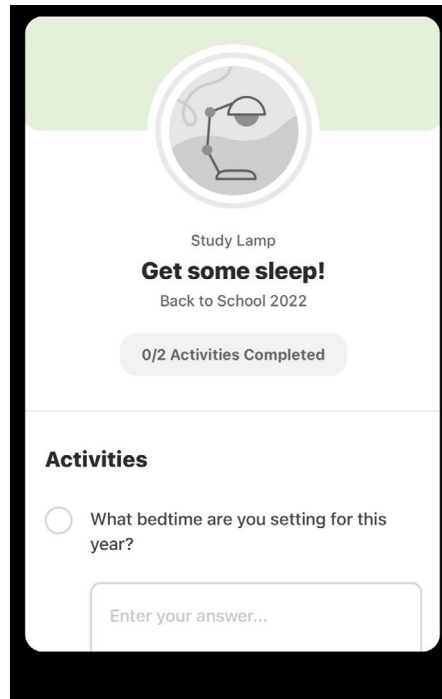 Study Lamp
Get some sleep!
Back to School 2022
0/2 Activities Completed
Activities
What bedtime are you setting for this
year?
Enter your answer...